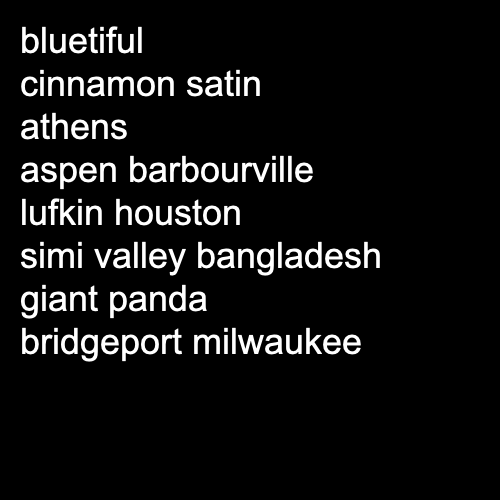 bluetiful
cinnamon satin
athens
aspen barbourville
lufkin houston
simi valley bangladesh
giant panda
bridgeport milwaukee